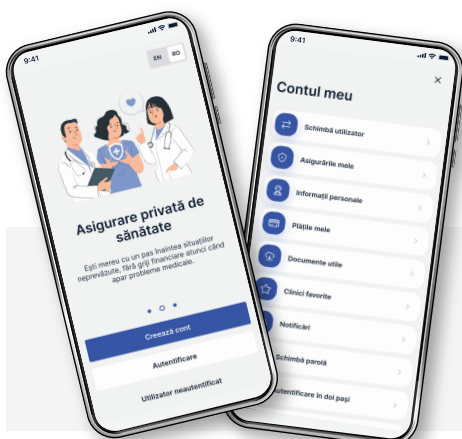 9:41
EN RO
Asigurare privată de
sănătate
Ești mereu cu un pas înaintea situațiilor
neprevăzute, fără griji financiare atunci când
apar probleme medicale.
Creează cont
Autentificare
Utilizator neautentificat
9:41
Contul meu
Schimbă utilizator
Asigurările mele
Informații personale
Plățile mele
Documente utile
Clinici favorite
Notificări
Schimbă parolă
utentificare în doi pași